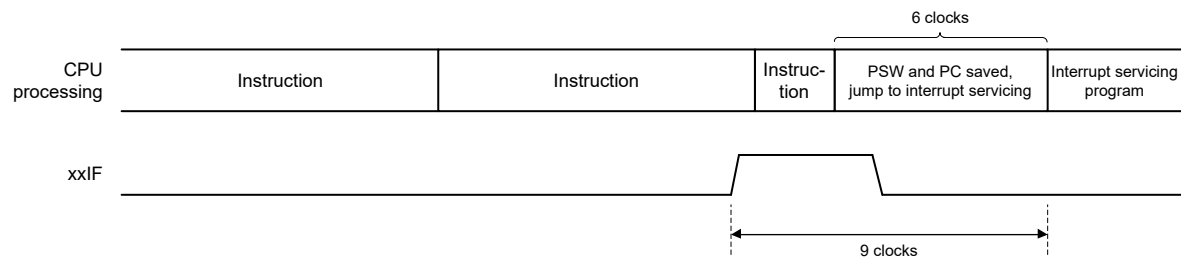 6 clocks
CPU
processing
Instruction
Instruction
Instruc-
tion
PSW and PC saved,
jump to interrupt servicing
Interrupt servicing
program
xxIF
9 clocks